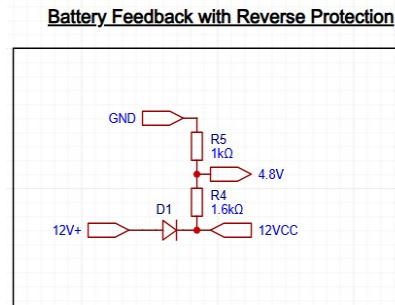 Battery Feedback with Reverse Protection
GND
R5
1kΩ
4.8V
R4
1.6kΩ
D1
12V+
12VCC